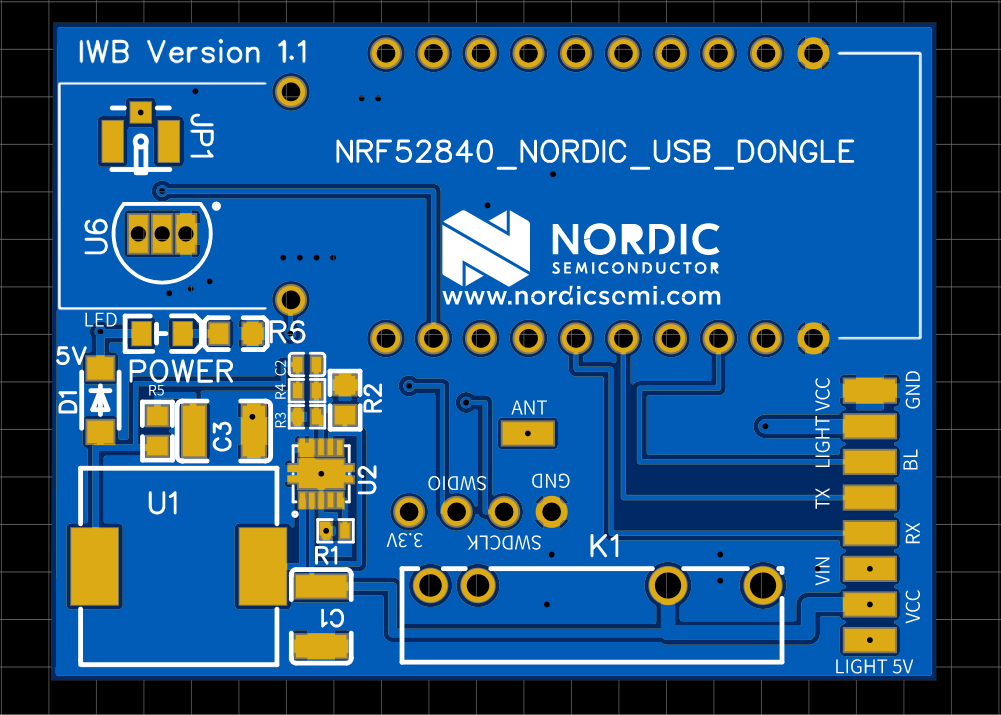 IWB Version 1.1
JP1
NRF52840_NORDIC_USB_DONGLE
U6
NORDIC
SEMICONDUCTOR
www.nordicsemi.com
LED
R6
5V
POWER
C2
D1
R5
R4
R2
R3
C3
ANT
LIGHT VCC
GND
BL
U1
U2
SWDIO
GND
TX
3.3V
SWDCLK
K1
RX
R1
VIN
C1
VCC
LIGHT 5V